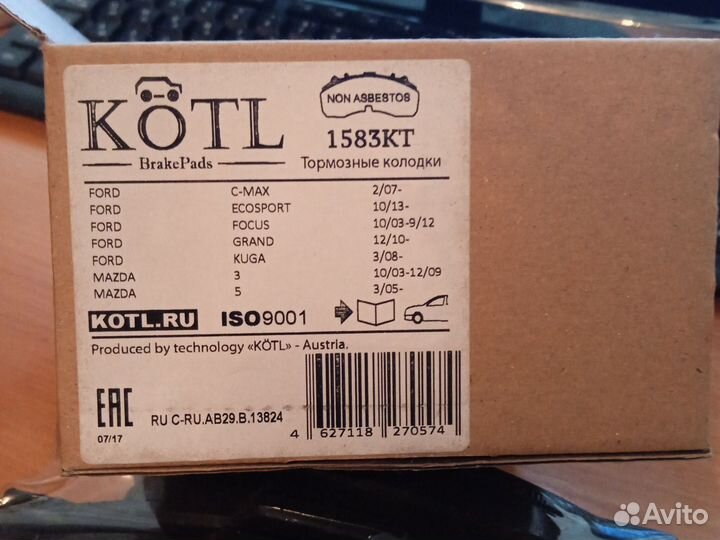 KÖTL
BrakePads
NON ASBESTOS
1583KT
Тормозные колодки
FORD C-MAX 2/07-
FORD ECOSPORT 10/13-
FORD FOCUS 10/03-9/12
FORD GRAND 12/10-
FORD KUGA 3/08-
MAZDA 3 10/03-12/09
MAZDA 5 3/05-
KOTL.RU ISO9001
Produced by technology «KÖTL» - Austria.
EAC
07/17
RU C-RU.AB29.B.13824
4 627118 270574
Avito